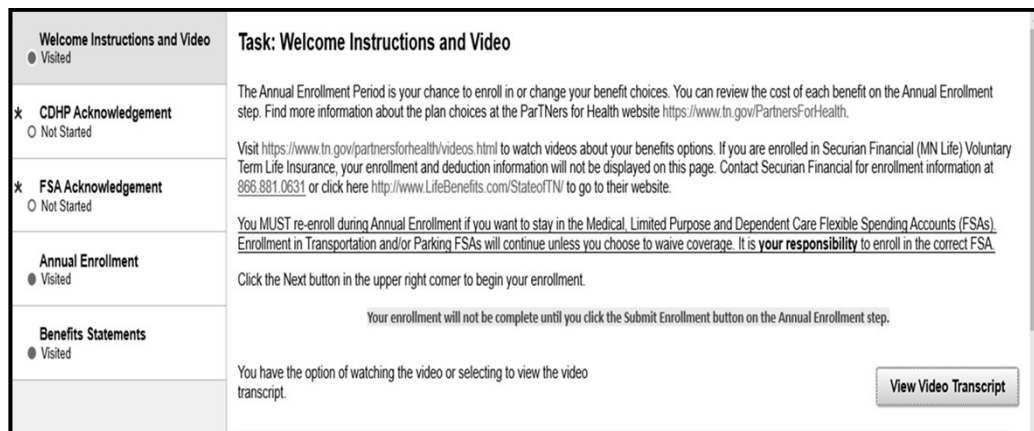 Welcome Instructions and Video
Visited
* CDHP Acknowledgement
Not Started
* FSA Acknowledgement
Not Started
Annual Enrollment
Visited
Benefits Statements
Visited
Task: Welcome Instructions and Video
The Annual Enrollment Period is your chance to enroll in or change your benefit choices. You can review the cost of each benefit on the Annual Enrollment
step. Find more information about the plan choices at the ParTNers for Health website https://www.tn.gov/PartnersForHealth.
Visit https://www.tn.gov/partnersforhealth/videos.html to watch videos about your benefits options. If you are enrolled in Securian Financial (MN Life) Voluntary
Term Life Insurance, your enrollment and deduction information will not be displayed on this page. Contact Securian Financial for enrollment information at
866.881.0631 or click here http://www.LifeBenefits.com/StateofTN/ to go to their website.
You MUST re-enroll during Annual Enrollment if you want to stay in the Medical, Limited Purpose and Dependent Care Flexible Spending Accounts (FSAs).
Enrollment in Transportation and/or Parking FSAs will continue unless you choose to waive coverage. It is your responsibility to enroll in the correct FSA.
Click the Next button in the upper right corner to begin your enrollment.
Your enrollment will not be complete until you click the Submit Enrollment button on the Annual Enrollment step.
You have the option of watching the video or selecting to view the video
transcript.
View Video Transcript